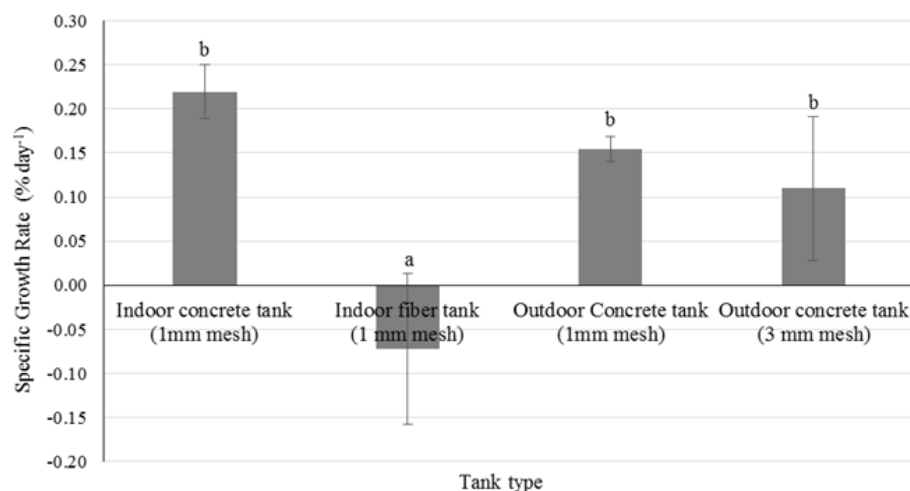 Specific Growth Rate (% day-1)
0.30
0.25
0.20
0.15
0.10
0.05
0.00
-0.05
-0.10
-0.15
-0.20
b
a
b
b
Indoor concrete tank
(1mm mesh)
Indoor fiber tank
(1 mm mesh)
Outdoor Concrete tank
(1mm mesh)
Outdoor concrete tank
(3 mm mesh)
Tank type